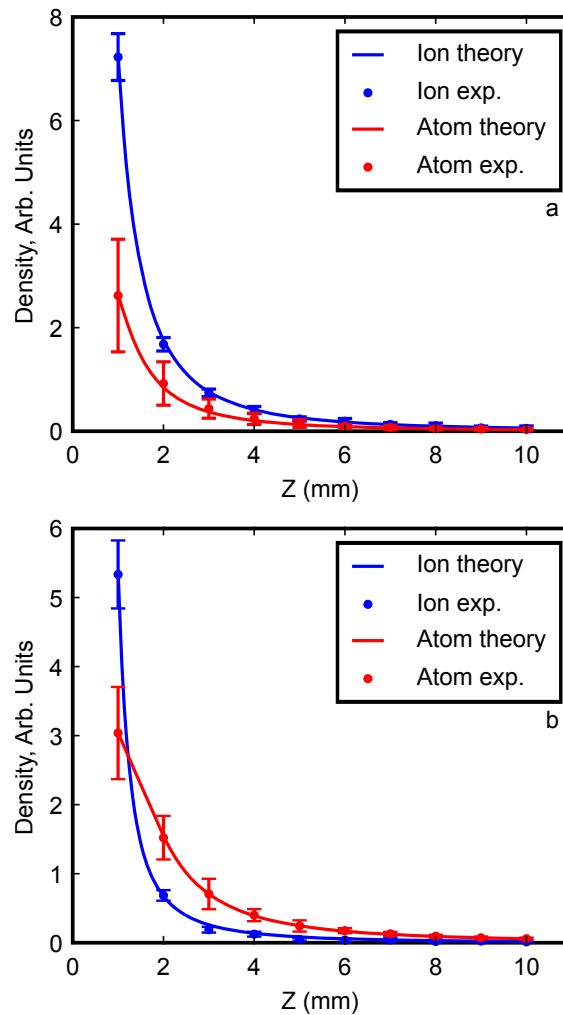 8
6
4
2
0
Density, Arb. Units
Ion theory
Ion exp.
Atom theory
Atom exp.
a
0
2
4
6
8
10
Z (mm)
6
5
4
3
2
1
0
Density, Arb. Units
Ion theory
Ion exp.
Atom theory
Atom exp.
b
0
2
4
6
8
10
Z (mm)